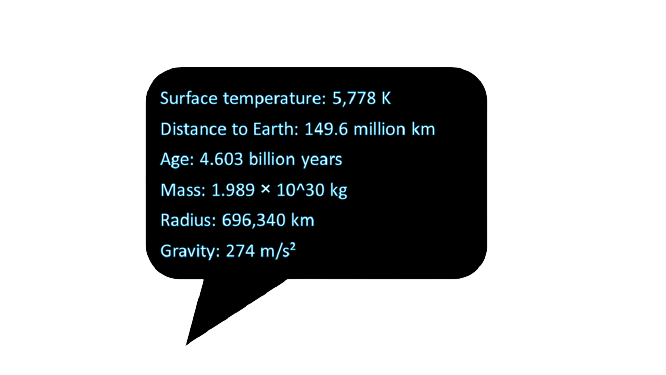 Surface temperature: 5,778 K
Distance to Earth: 149.6 million km
Age: 4.603 billion years
Mass: 1.989 × 10^30 kg
Radius: 696,340 km
Gravity: 274 m/s²